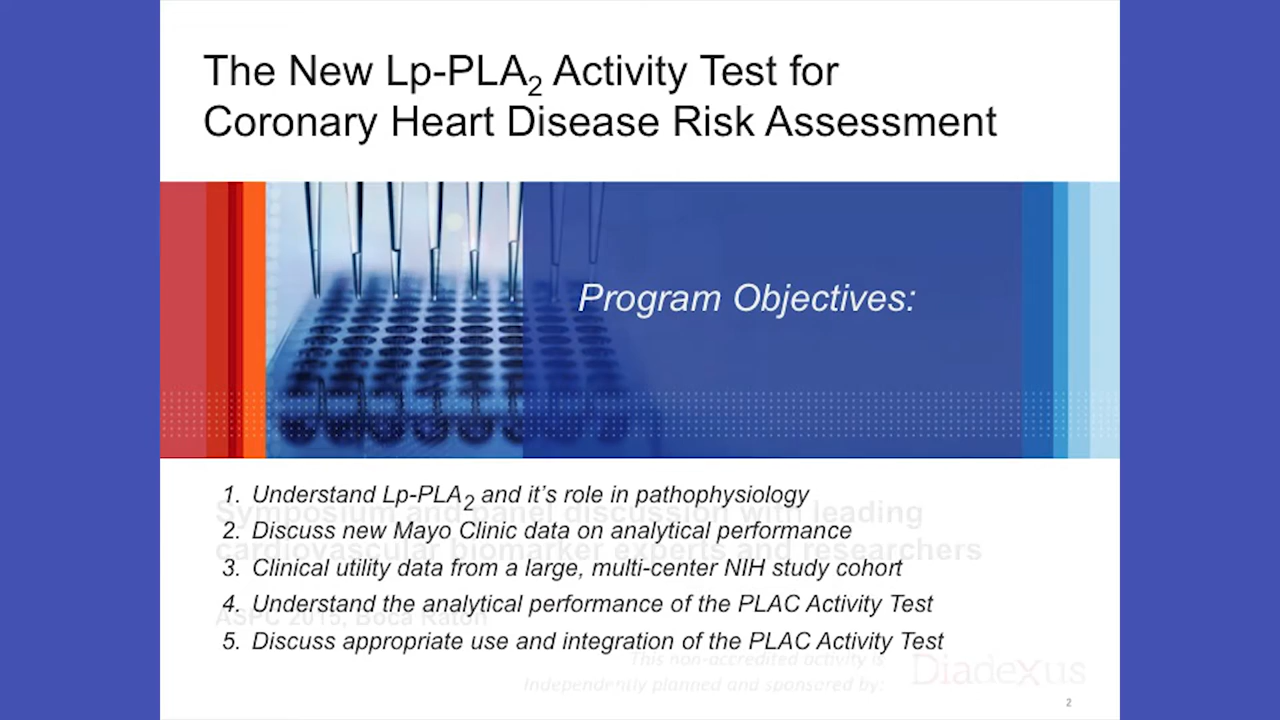 The New Lp-PLA₂ Activity Test for
Coronary Heart Disease Risk Assessment
Program Objectives:
1. Understand Lp-PLA₂ and it's role in pathophysiology
Symposium and panel discussion with leading
2. Discuss new Mayo Clinic data on analytical performance
cardiovascular biomarker experts and researchers
3. Clinical utility data from a large, multi-center NIH study cohort
4. Understand the analytical performance of the PLAC Activity Test
ASPC 2015, Boca Raton
5. Discuss appropriate use and integration of the PLAC Activity Test
This non-accredited activity is
Independently planned and sponsored by:
Diadexus
2